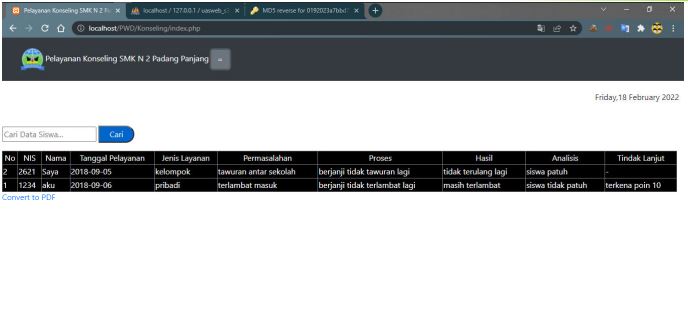 Pelayanan Konseling SMK N 2 Pa
localhost / 127.0.0.1 / uasweb_s
MD5 reverse for 0192023a7bbd
localhost/PWD/Konseling/index.php
Pelayanan Konseling SMK N 2 Padang Panjang
Friday,18 February 2022
Cari Data Siswa... Cari
No NIS Nama Tanggal Pelayanan Jenis Layanan Permasalahan Proses Hasil Analisis Tindak Lanjut
2 2621 Saya 2018-09-05 kelompok tawuran antar sekolah berjanji tidak tawuran lagi tidak terulang lagi siswa patuh -
1 1234 aku 2018-09-06 pribadi terlambat masuk berjanji tidak terlambat lagi masih terlambat siswa tidak patuh terkena poin 10
Convert to PDF